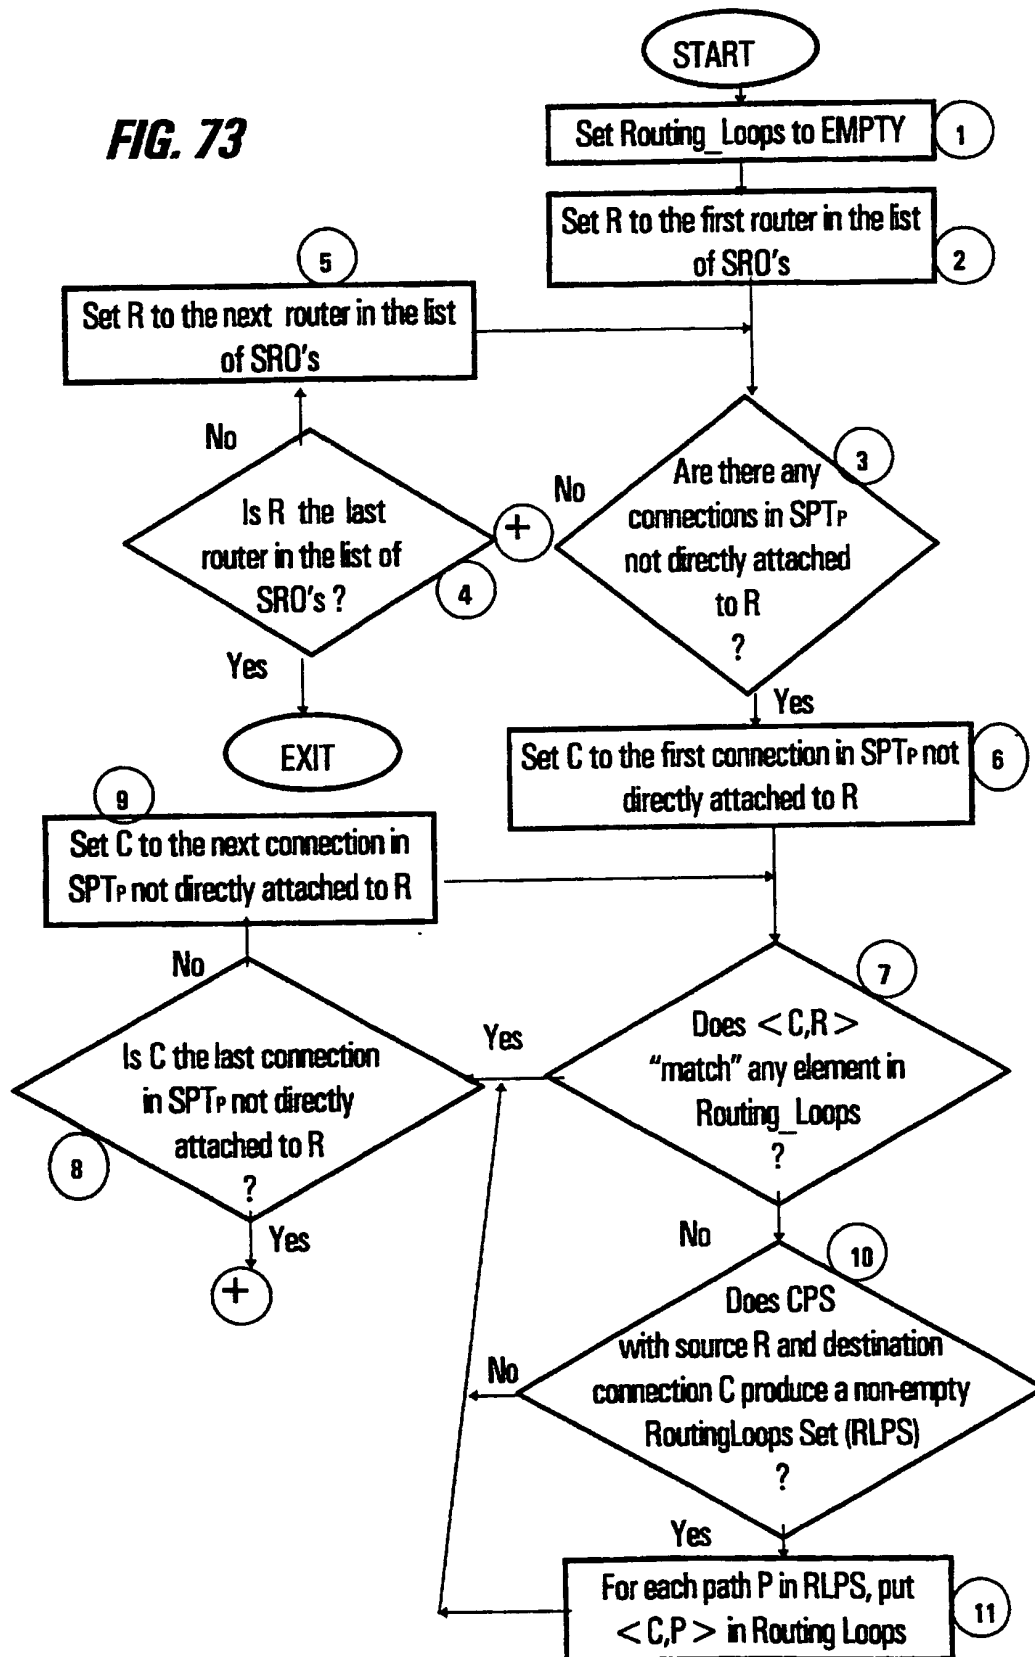 FIG. 73
START
Set Routing_Loops to EMPTY
1
Set R to the first router in the list
of SRO's
2
5
Set R to the next router in the list
of SRO's
No
Is R the last
router in the list of
SRO's ?
4
+
Yes
EXIT
3
Are there any
connections in SPTP
not directly attached
to R
?
No
Yes
Set C to the first connection in SPTP not
directly attached to R
6
9
Set C to the next connection in
SPTP not directly attached to R
No
Is C the last connection
in SPTP not directly
attached to R
?
8
Yes
+
7
Does <C,R>
"match" any element in
Routing_Loops
?
Yes
No
10
Does CPS
with source R and destination
connection C produce a non-empty
RoutingLoops Set (RLPS)
?
No
Yes
For each path P in RLPS, put
<C,P> in Routing Loops
11